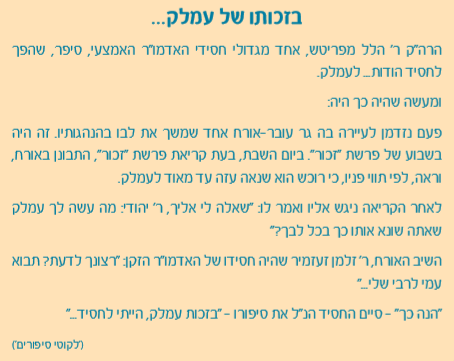 בזכותו של עמלק...
הרה"ק ר' הלל מפריטש, אחד מגדולי חסידי האדמו"ר האמצעי, סיפר, שהפך
לחסיד הודות... לעמלק.
ומעשה שהיה כך היה:
פעם נזדמן לעיירה בה גר עובר-אורח אחד שמשך את לבו בהנהגותיו. זה היה
בשבוע של פרשת "זכור". ביום השבת, בעת קריאת פרשת "זכור", התבונן באורח,
וראה, לפי תווי פניו, כי רוכש הוא שנאה עזה עד מאוד לעמלק.
לאחר הקריאה ניגש אליו ואמר לו: "שאלה לי אליך, ר' יהודי: מה עשה לך עמלק
שאתה שונא אותו כך בכל לבך?"
השיב האורח, ר' זלמן זעזמיר שהיה חסידו של האדמו"ר הזקן: "רצונך לדעת? תבוא
עמי לרבי שלי..."
"הנה כך" – סיים החסיד הנ"ל את סיפורו – "בזכות עמלק, הייתי לחסיד..."
('לקוטי סיפורים')